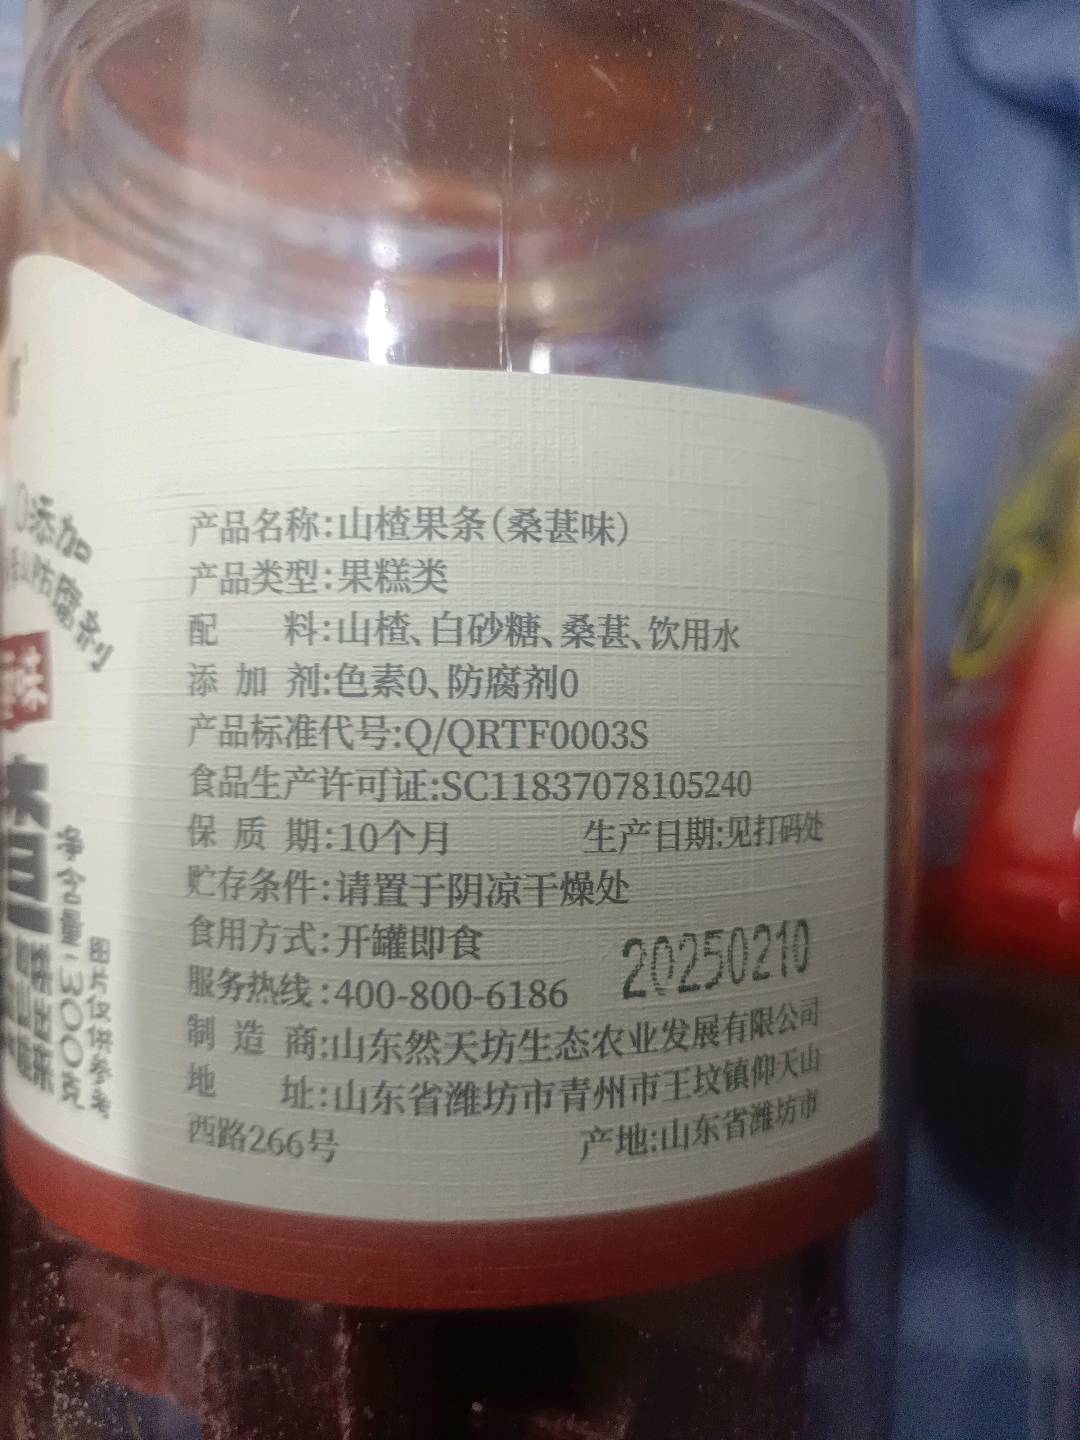 0添加
防腐剂
味
净含量:300克
图片仅供参考
产品名称:山楂果条(桑葚味)
产品类型:果糕类
配 料:山楂、白砂糖、桑葚、饮用水
添加剂:色素0、防腐剂0
产品标准代号:Q/QRTF0003S
食品生产许可证:SC11837078105240
保质期:10个月 生产日期:见打码处
贮存条件:请置于阴凉干燥处
食用方式:开罐即食
20250210
服务热线:400-800-6186
制造商:山东然天坊生态农业发展有限公司
地 址:山东省潍坊市青州市王坟镇仰天山
西路266号 产地:山东省潍坊市